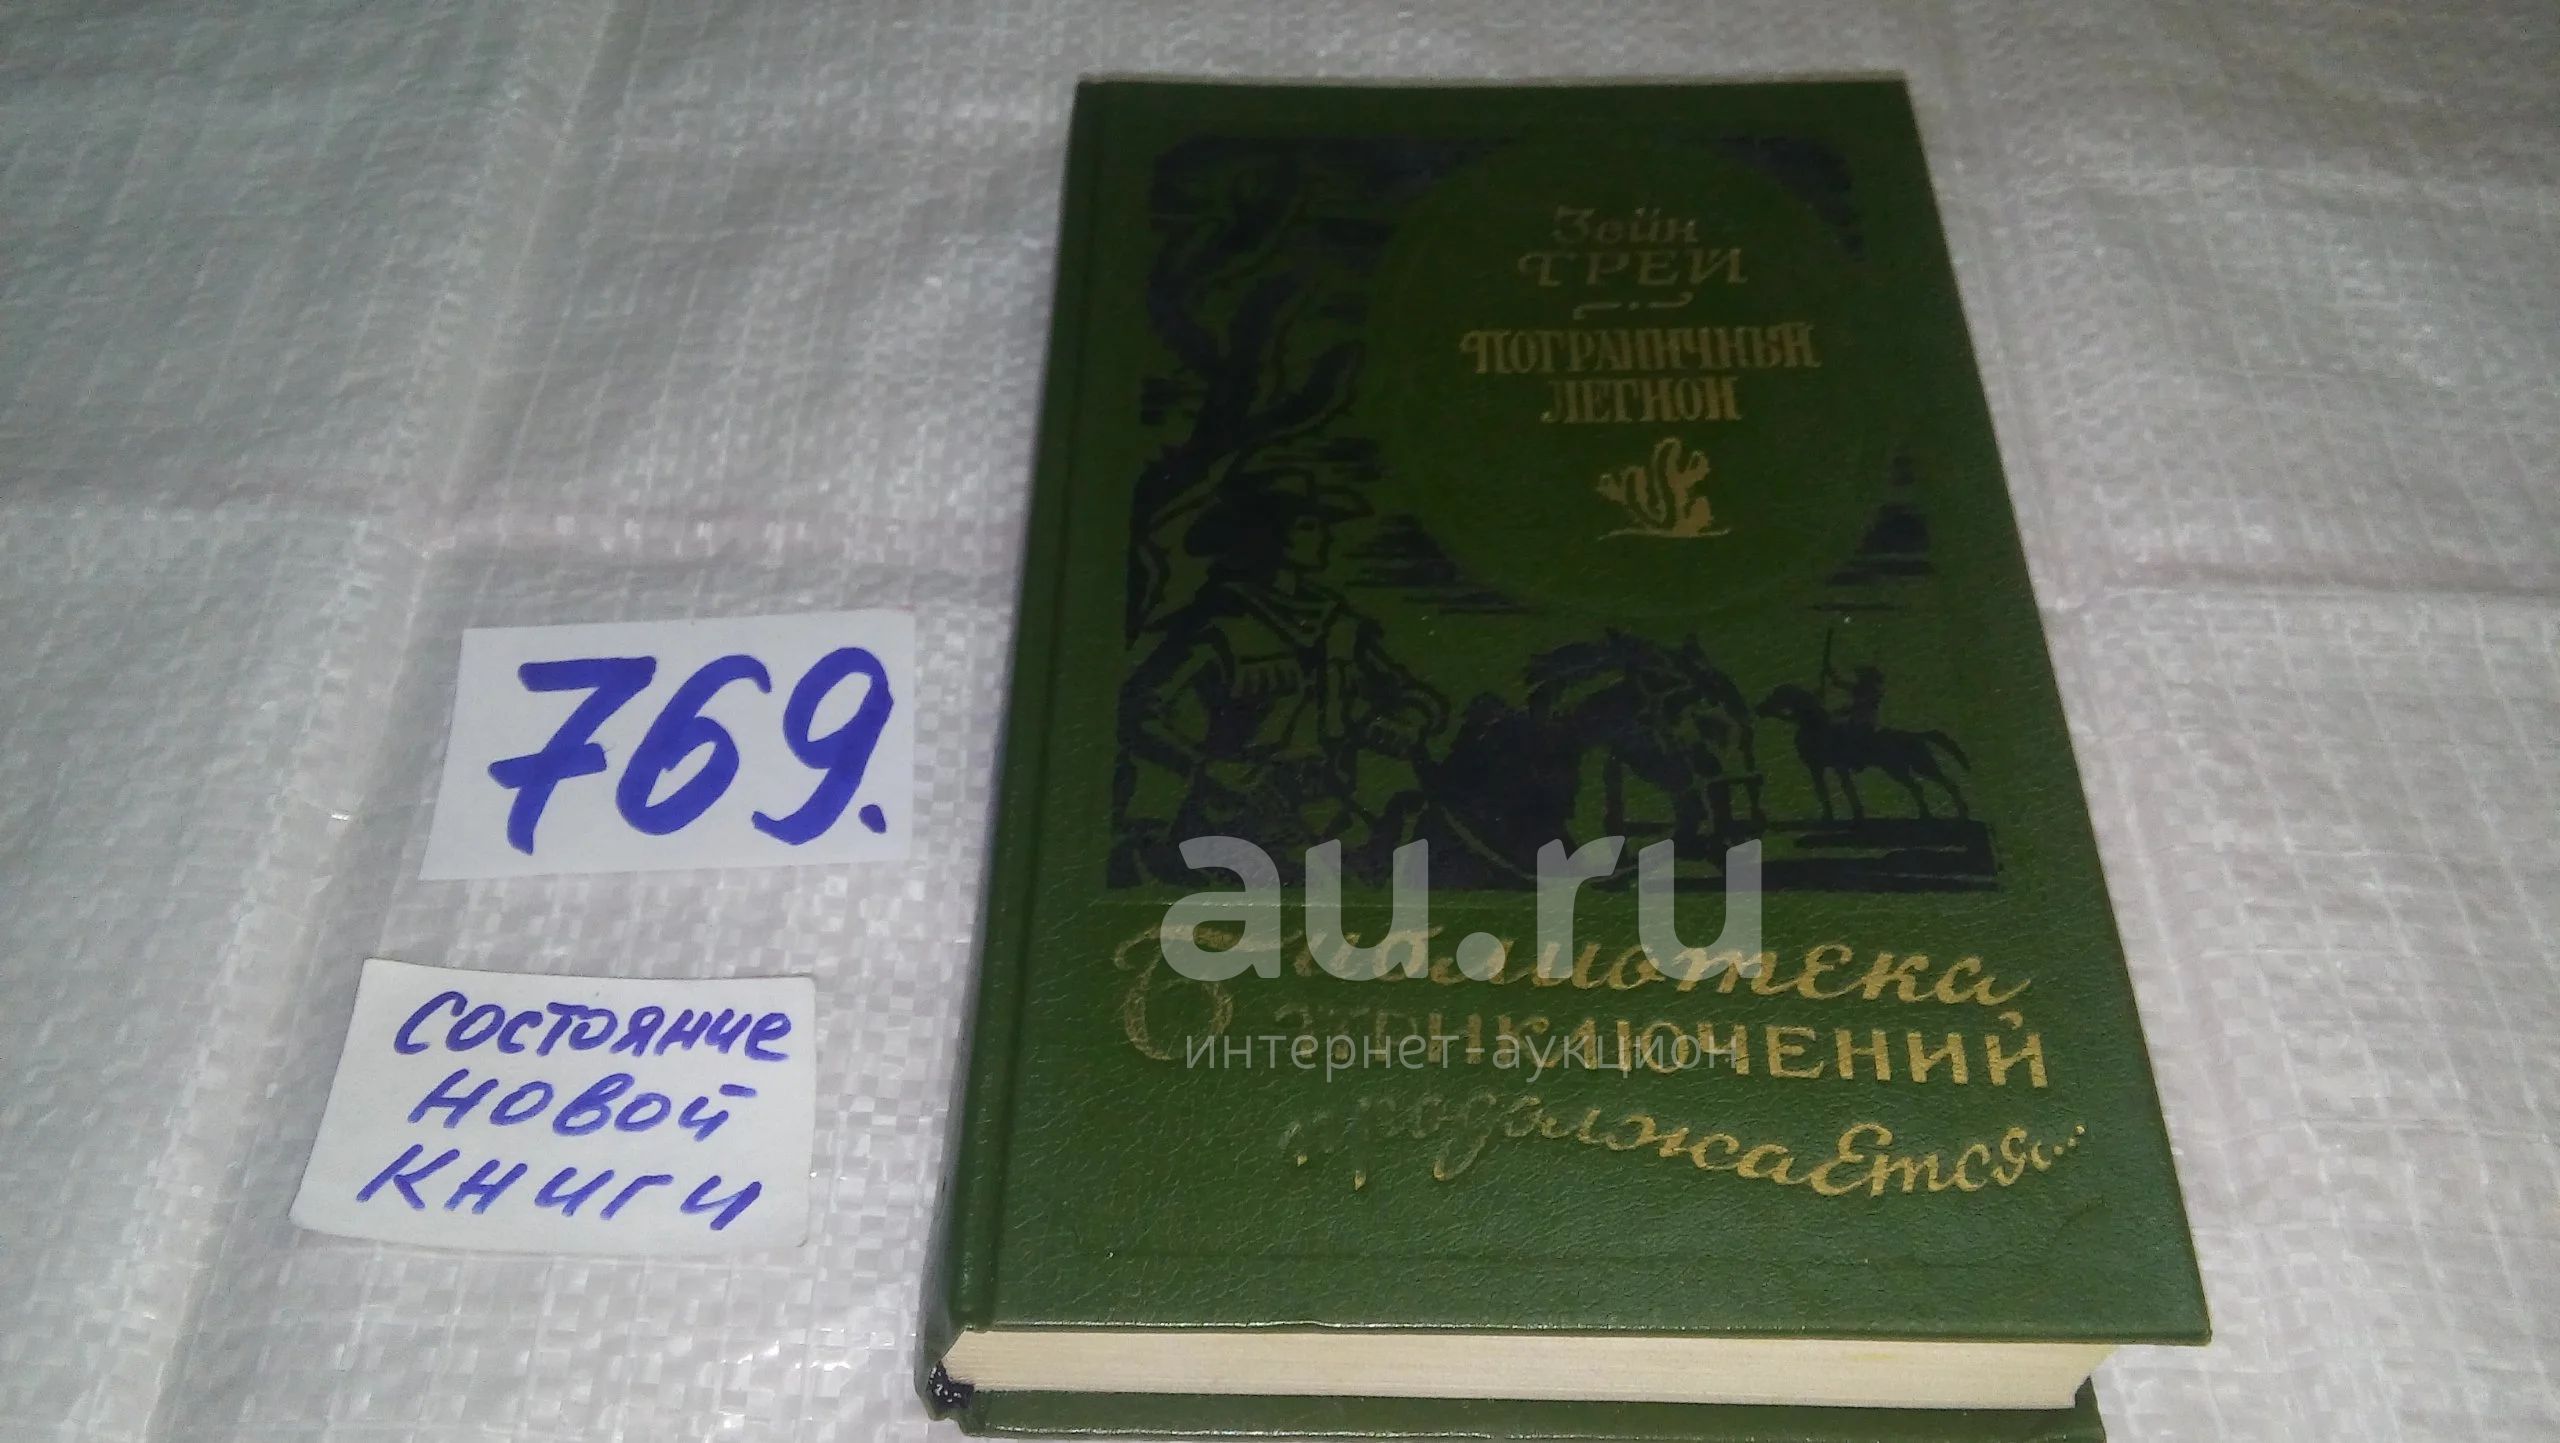 Зейн
ГРЕЙ
ПОГРАНИЧНЫЙ
ЛЕГИОН
769.
au.ru
Библиотека
интернет-аукцион
ПРИКЛЮЧЕНИЙ
продолжается...
СОСТОЯНИЕ
НОВОЙ
КНИГИ